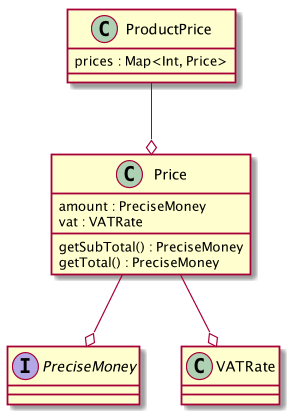 C ProductPrice
prices : Map<Int, Price>
C Price
amount : PreciseMoney
vat : VATRate
getSubTotal() : PreciseMoney
getTotal() : PreciseMoney
I PreciseMoney
C VATRate